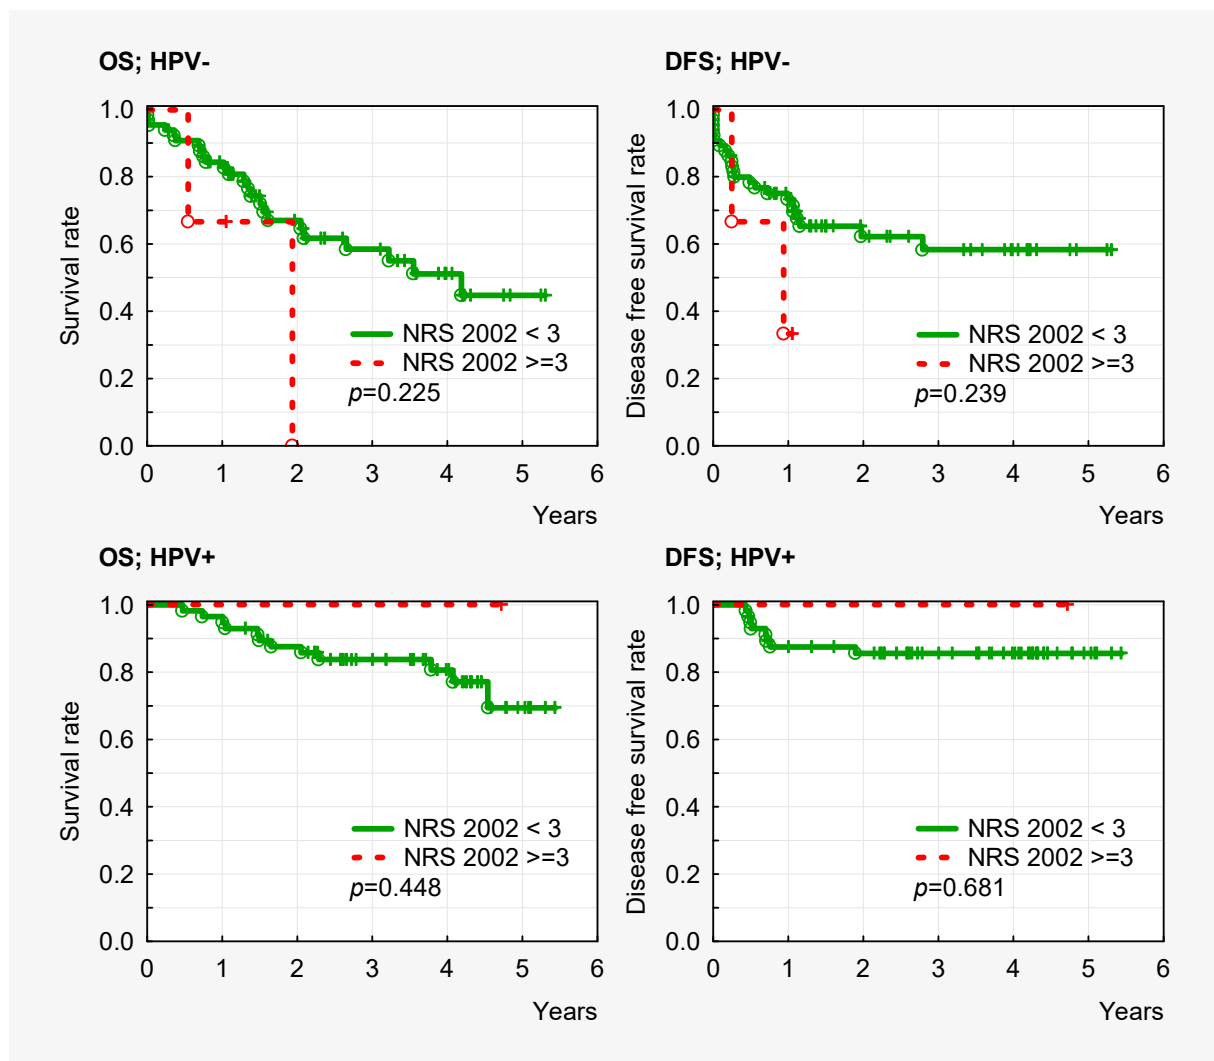 OS; HPV-
1.0
0.8
0.6
0.4
0.2
0.0
Survival rate
NRS 2002 < 3
NRS 2002 >=3
p=0.225
0 1 2 3 4 5 6
Years
DFS; HPV-
1.0
0.8
0.6
0.4
0.2
0.0
Disease free survival rate
NRS 2002 < 3
NRS 2002 >=3
p=0.239
0 1 2 3 4 5 6
Years
OS; HPV+
1.0
0.8
0.6
0.4
0.2
0.0
Survival rate
NRS 2002 < 3
NRS 2002 >=3
p=0.448
0 1 2 3 4 5 6
Years
DFS; HPV+
1.0
0.8
0.6
0.4
0.2
0.0
Disease free survival rate
NRS 2002 < 3
NRS 2002 >=3
p=0.681
0 1 2 3 4 5 6
Years